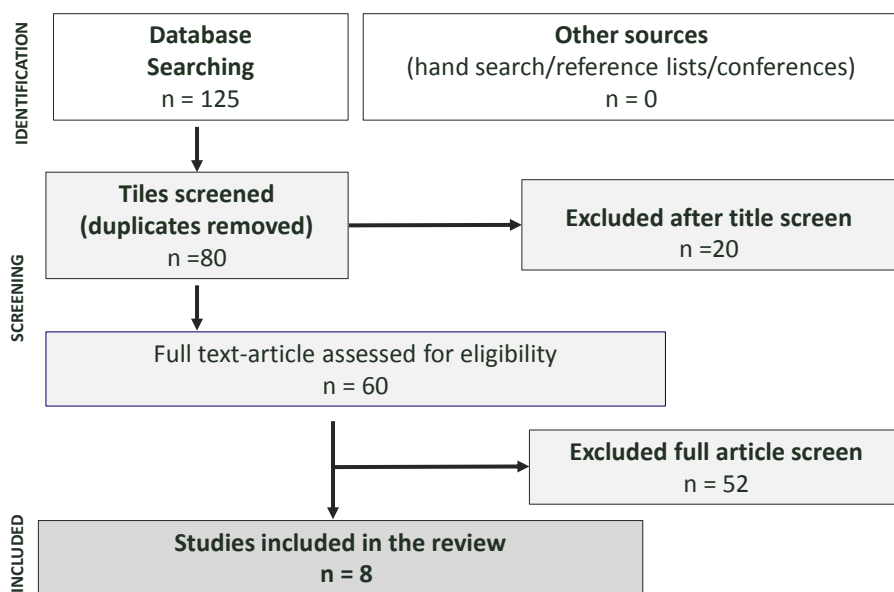 IDENTIFICATION
Database
Searching
n = 125
Other sources
(hand search/reference lists/conferences)
n = 0
SCREENING
Tiles screened
(duplicates removed)
n =80
Excluded after title screen
n =20
Full text-article assessed for eligibility
n = 60
Excluded full article screen
n = 52
INCLUDED
Studies included in the review
n = 8